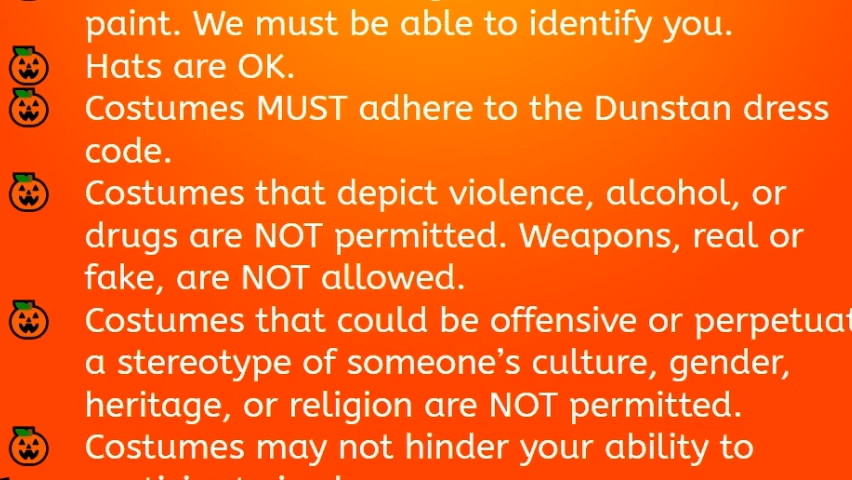 paint. We must be able to identify you.
Hats are OK.
Costumes MUST adhere to the Dunstan dress
code.
Costumes that depict violence, alcohol, or
drugs are NOT permitted. Weapons, real or
fake, are NOT allowed.
Costumes that could be offensive or perpetuat
a stereotype of someone’s culture, gender,
heritage, or religion are NOT permitted.
Costumes may not hinder your ability to